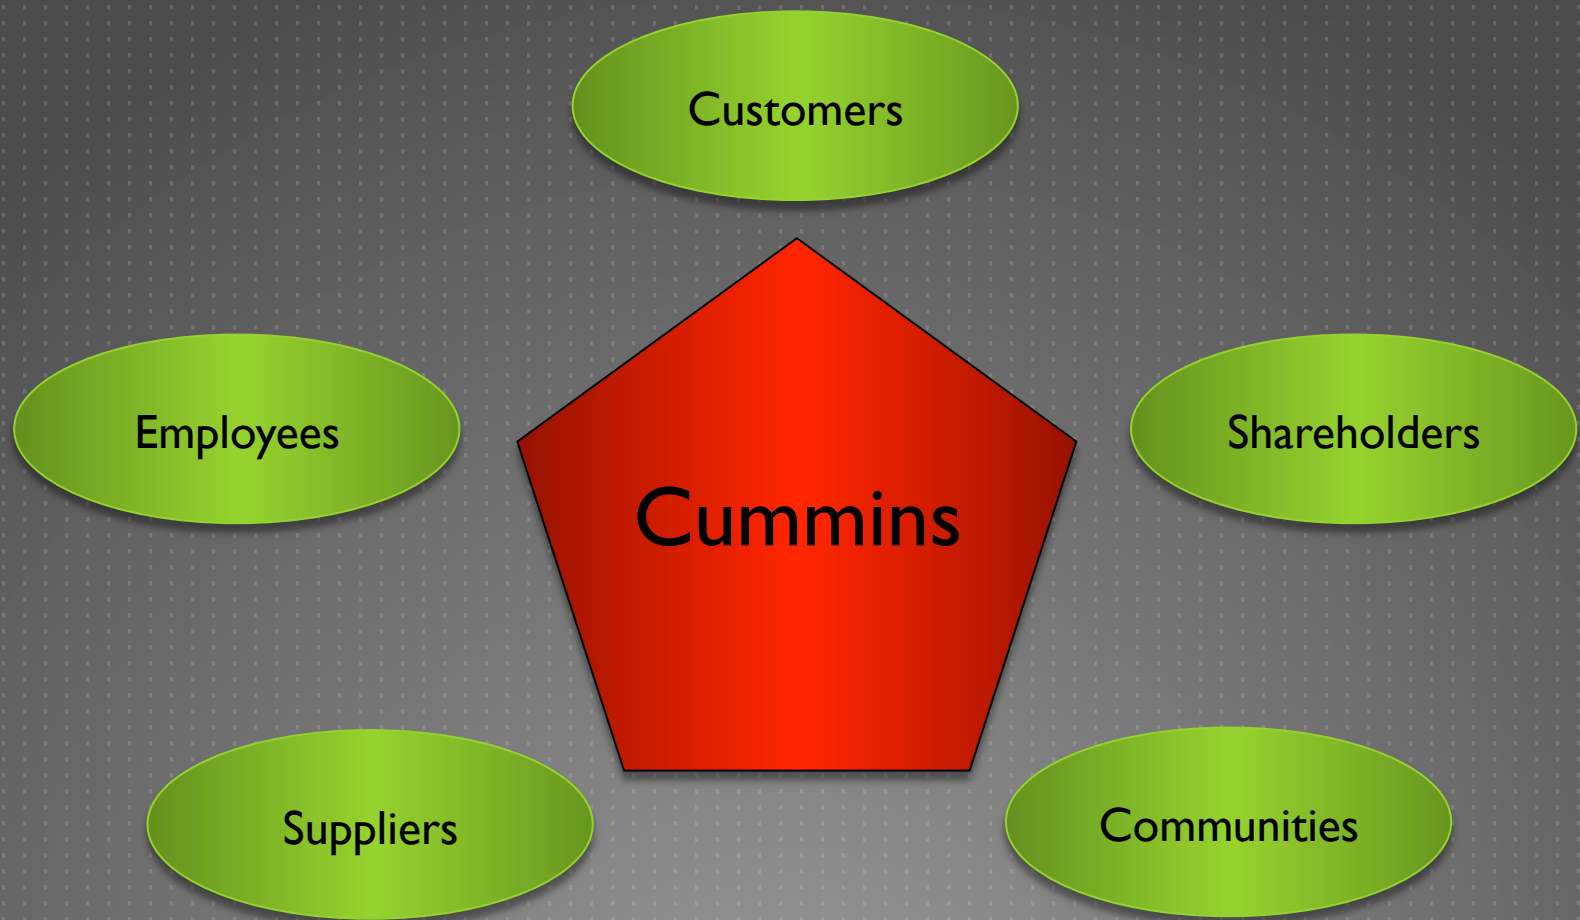 Customers
Employees
Shareholders
Cummins
Suppliers
Communities